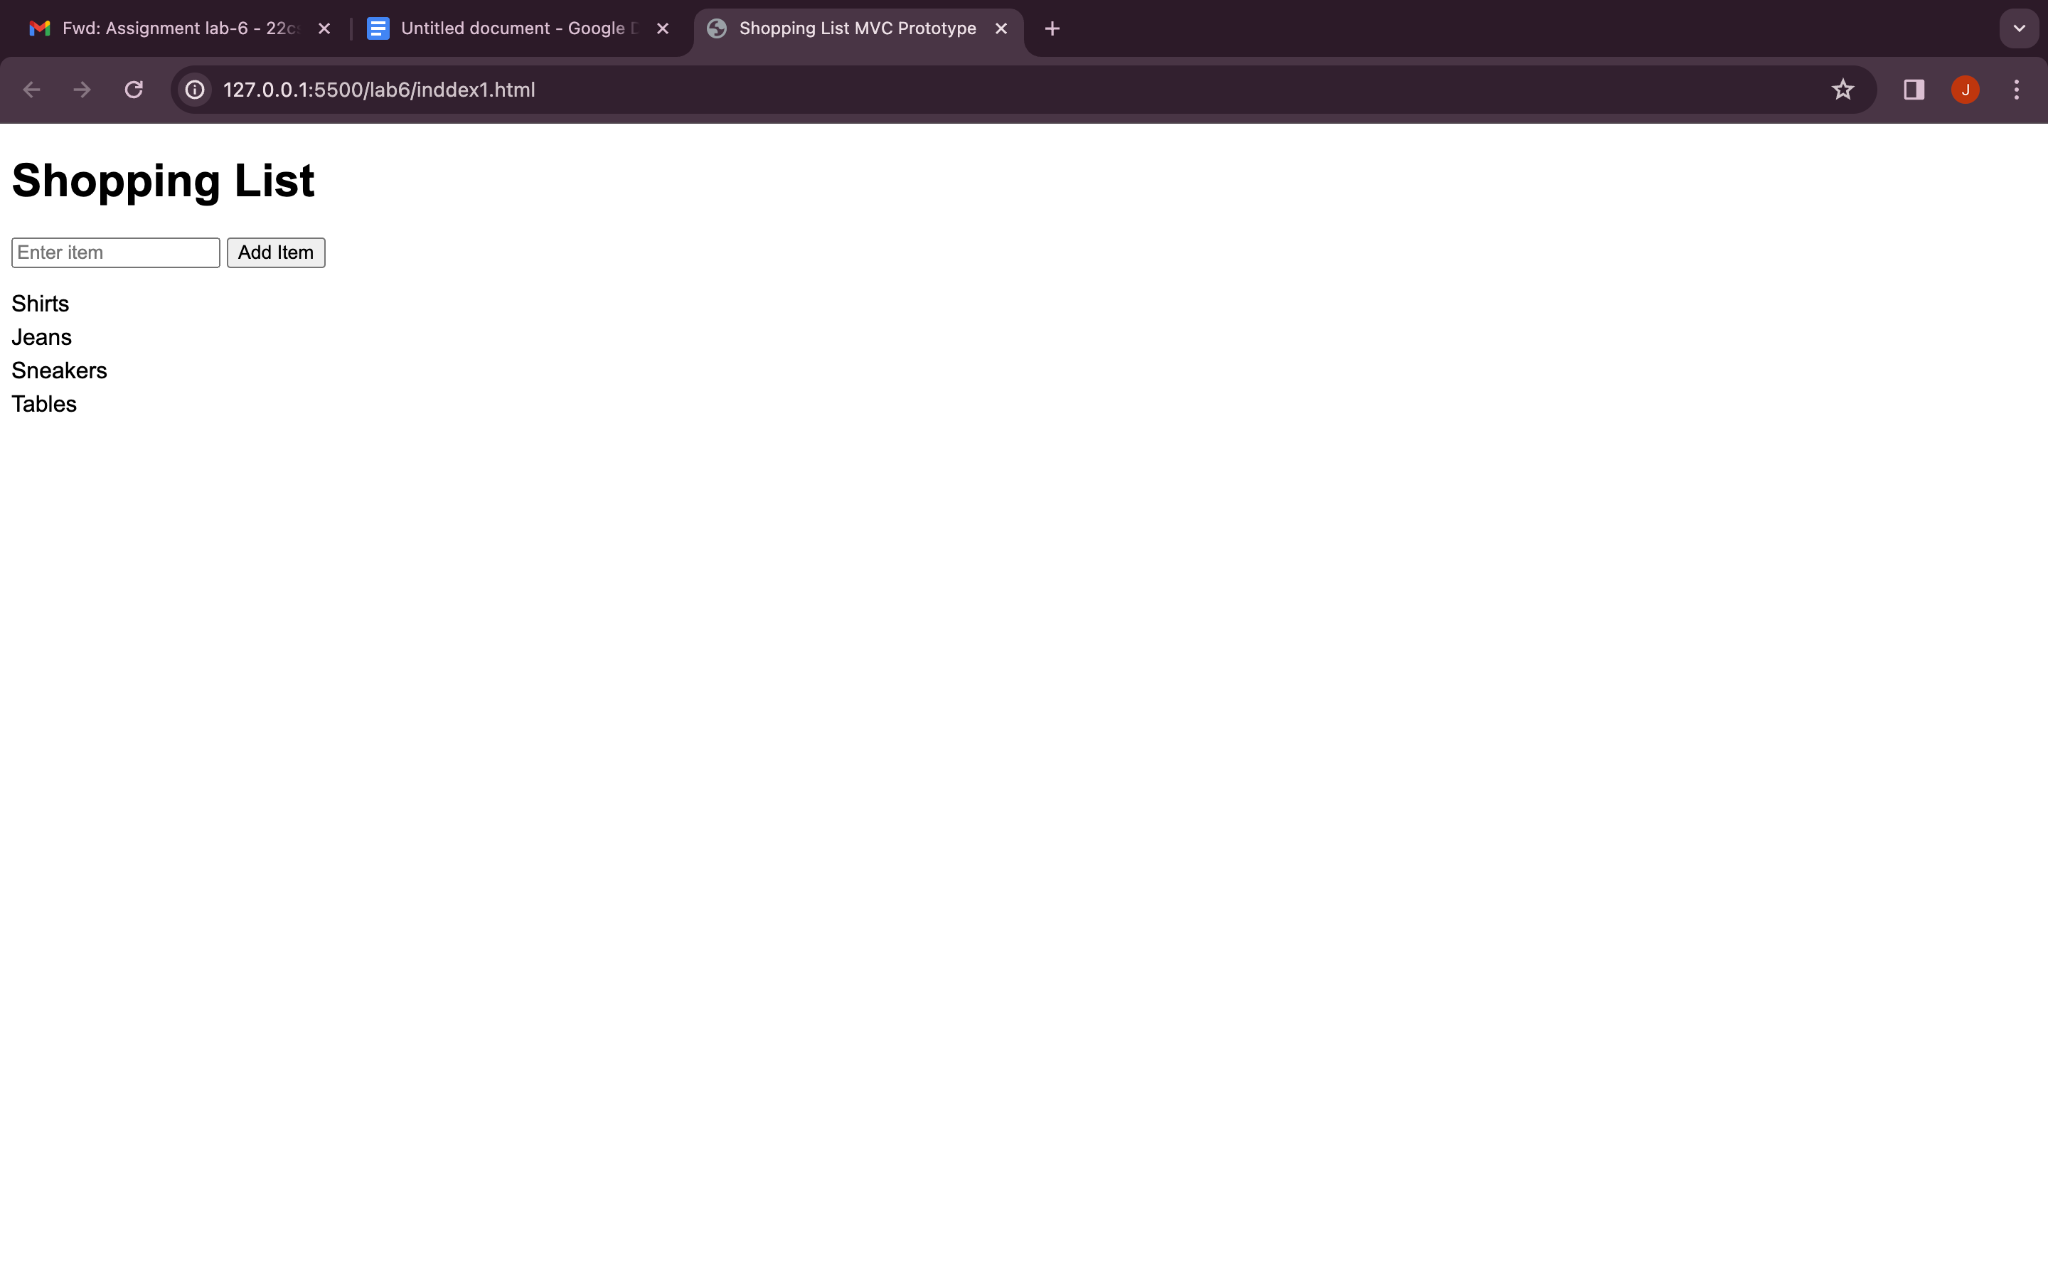 Fwd: Assignment lab-6 - 22c
Untitled document - Google
Shopping List MVC Prototype
127.0.0.1:5500/lab6/inddex1.html
J
Shopping List
Enter item Add Item
Shirts
Jeans
Sneakers
Tables